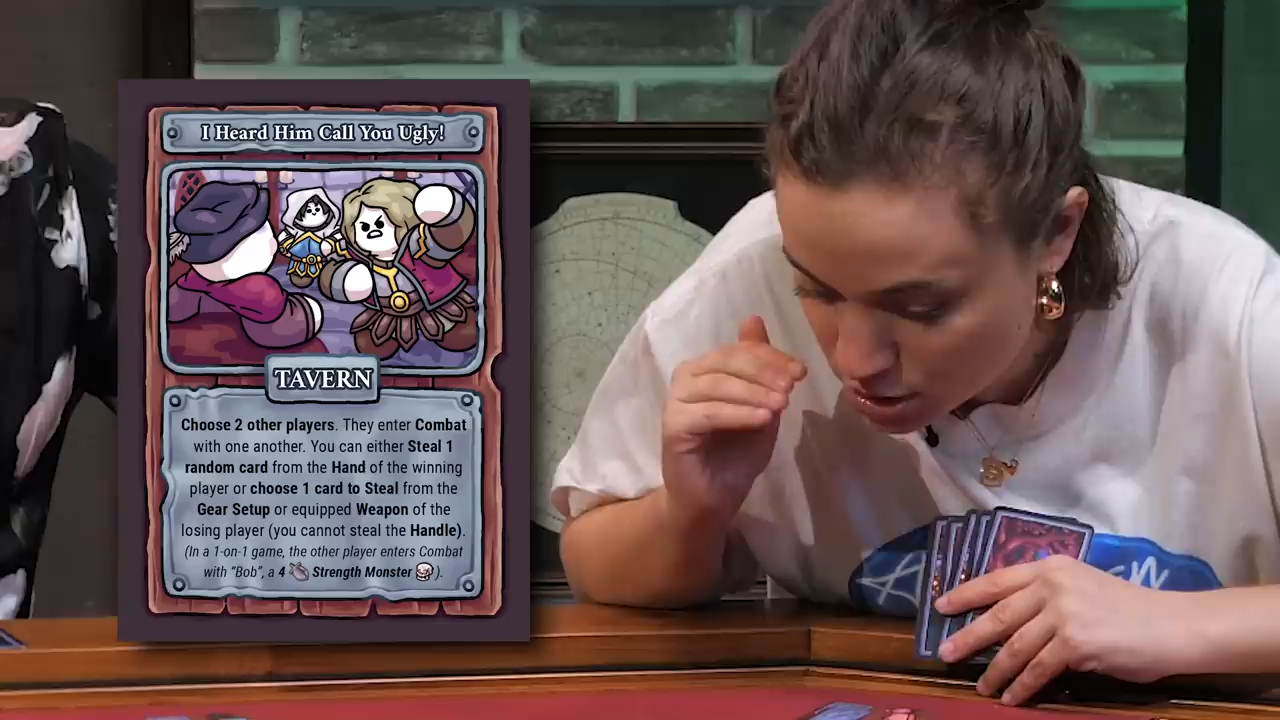 I Heard Him Call You Ugly!
TAVERN
Choose 2 other players. They enter Combat
with one another. You can either Steal 1
random card from the Hand of the winning
player or choose 1 card to Steal from the
Gear Setup or equipped Weapon of the
losing player (you cannot steal the Handle).
(In a 1-on-1 game, the other player enters Combat
with "Bob", a 4 Strength Monster ).